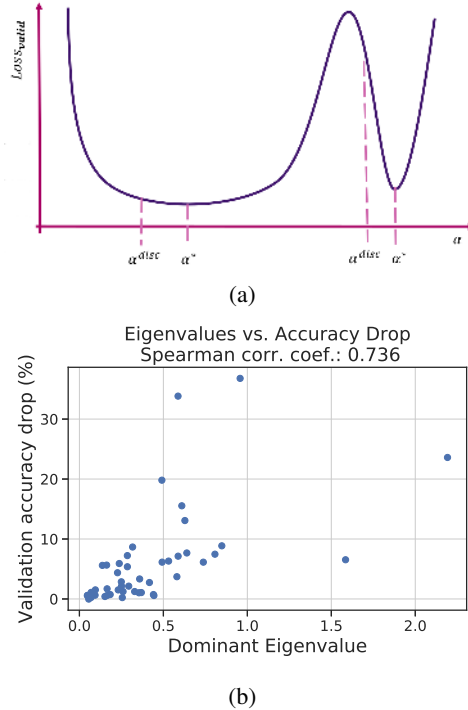 Loss_valid
α^disc α* α^disc α* α
(a)
Eigenvalues vs. Accuracy Drop
Spearman corr. coef.: 0.736
Validation accuracy drop (%)
30
20
10
0
0.0 0.5 1.0 1.5 2.0
Dominant Eigenvalue
(b)